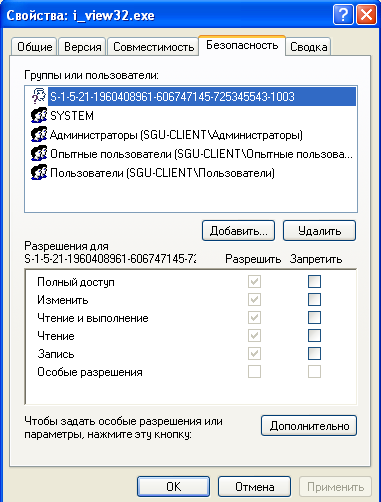 Свойства: i_view32.exe
Общие Версия Совместимость Безопасность Сводка
Группы или пользователи:
S-1-5-21-1960408961-606747145-725345543-1003
SYSTEM
Администраторы (SGU-CLIENT\Администраторы)
Опытные пользователи (SGU-CLIENT\Опытные пользова...
Пользователи (SGU-CLIENT\Пользователи)
Добавить... Удалить
Разрешения для
S-1-5-21-1960408961-606747145-72 Разрешить Запретить
Полный доступ
Изменить
Чтение и выполнение
Чтение
Запись
Особые разрешения
Чтобы задать особые разрешения или
параметры, нажмите эту кнопку: Дополнительно
OK Отмена Применить